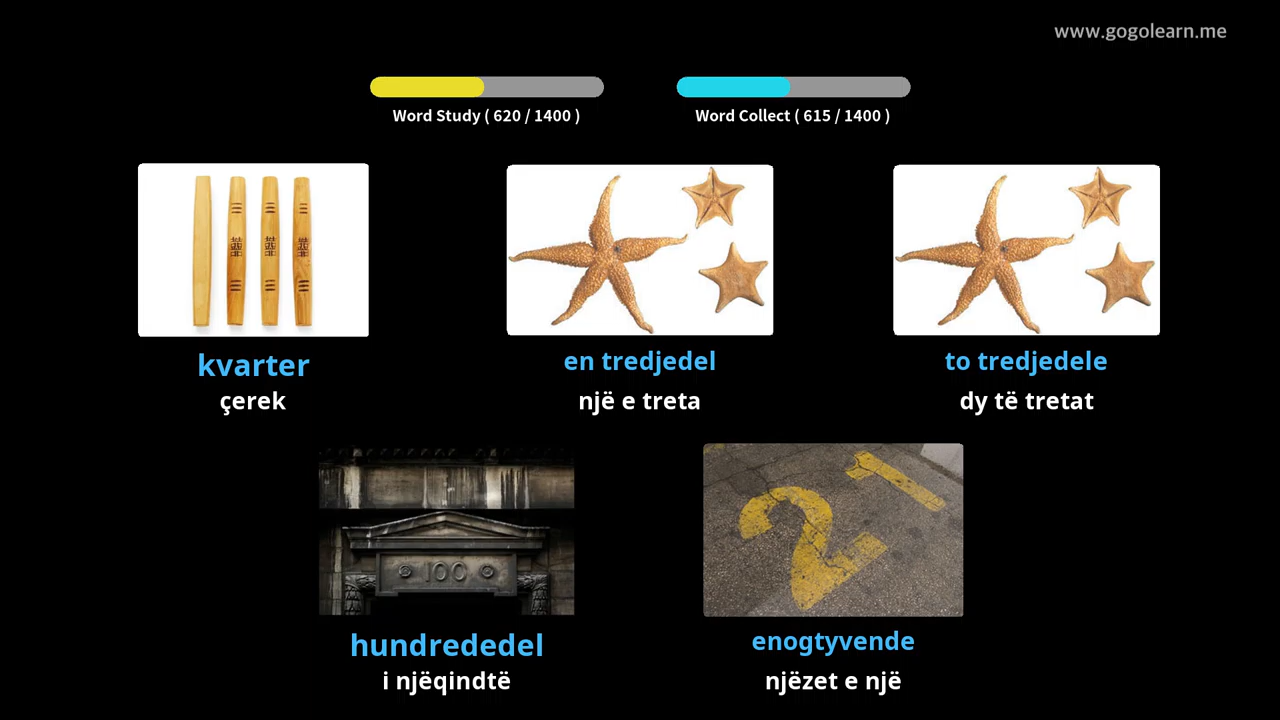 www.gogolearn.me
Word Study ( 620 / 1400 )
Word Collect ( 615 / 1400 )
kvarter
çerek
en tredjedel
një e treta
to tredjedele
dy të tretat
100
21
hundrededel
i njëqindtë
enogtyvende
njëzet e një